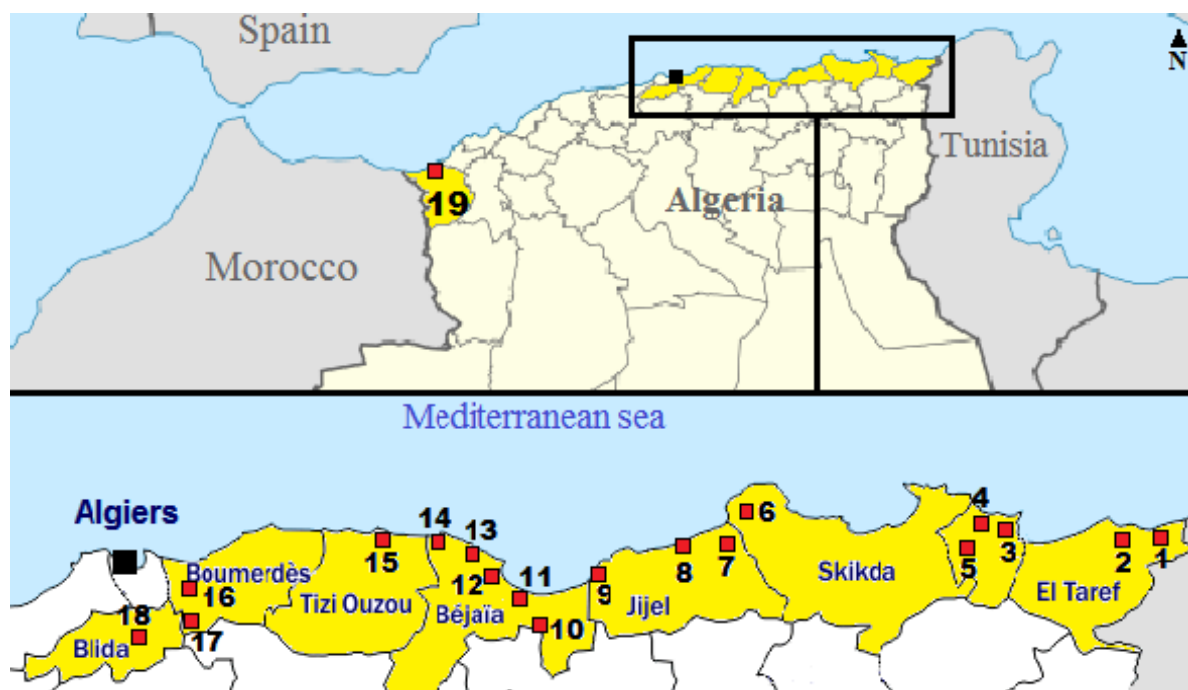 Spain
N
Tunisia
Algeria
19
Morocco
Mediterranean sea
Algiers
14
13
4
6
3
2
1
15
5
Boumerdès
12
11
8
7
Skikda
16
Tizi Ouzou
9
El Taref
Béjaïa
Jijel
18
10
Blida
17